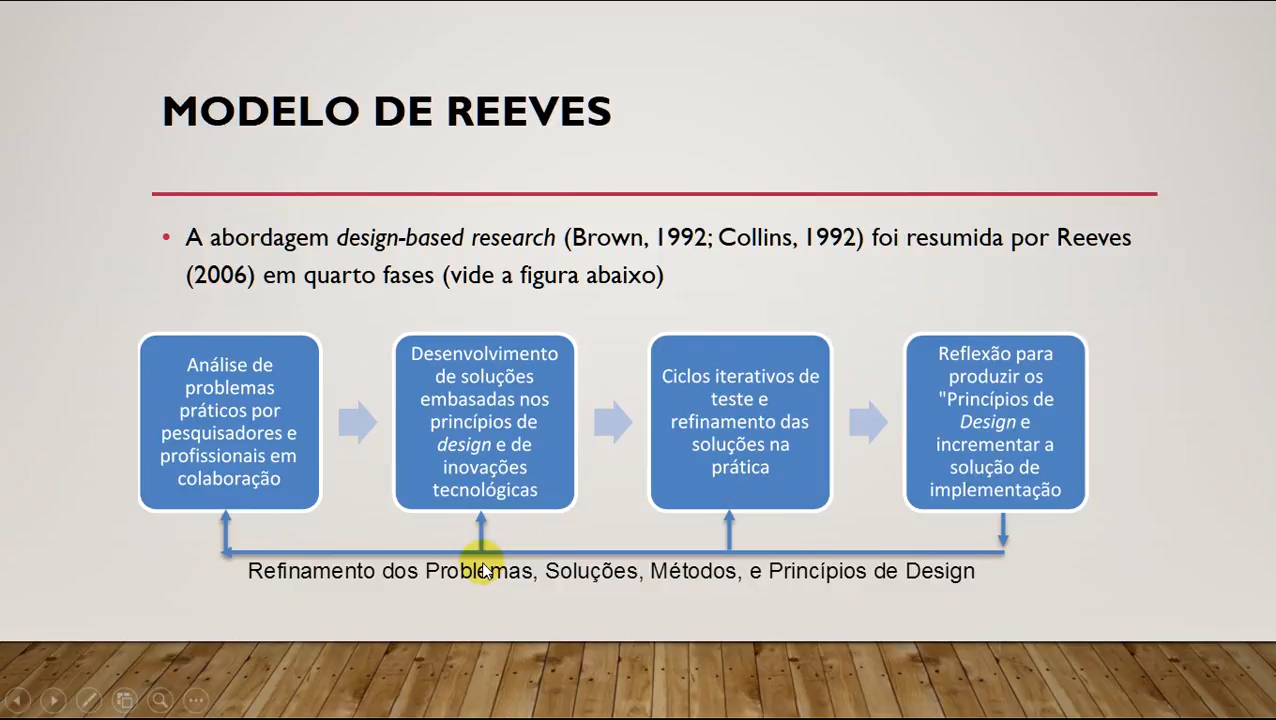 MODELO DE REEVES
• A abordagem design-based research (Brown, 1992; Collins, 1992) foi resumida por Reeves
(2006) em quarto fases (vide a figura abaixo)
Análise de
problemas
práticos por
pesquisadores e
profissionais em
colaboração
Desenvolvimento
de soluções
embasadas nos
princípios de
design e de
inovações
tecnológicas
Ciclos iterativos de
teste e
refinamento das
soluções na
prática
Reflexão para
produzir os
"Princípios de
Design e
incrementar a
solução de
implementação
Refinamento dos Problemas, Soluções, Métodos, e Princípios de Design